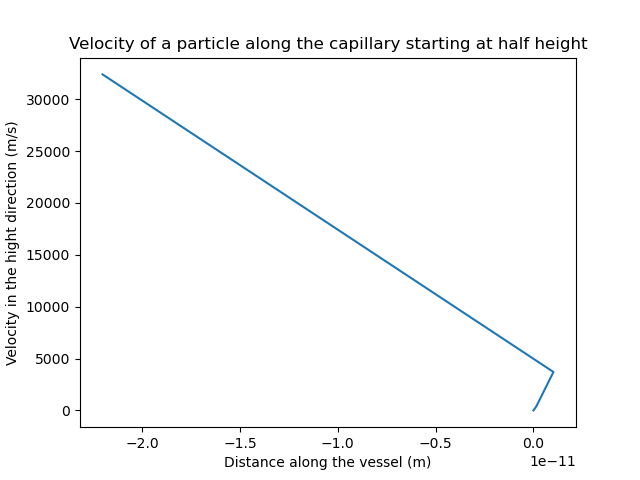 Velocity of a particle along the capillary starting at half height
Velocity in the hight direction (m/s)
30000
25000
20000
15000
10000
5000
0
−2.0 −1.5 −1.0 −0.5 0.0
1e−11
Distance along the vessel (m)